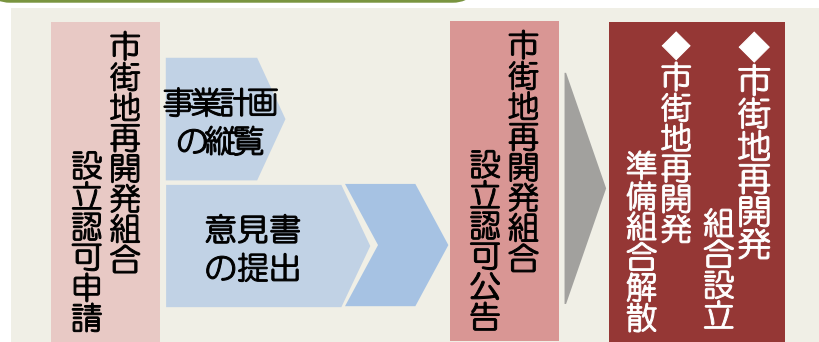 市街地再開発組合
設立認可申請
事業計画
の縦覧
意見書
の提出
市街地再開発組合
設立認可公告
◆市街地再開発
組合設立
◆市街地再開発
準備組合解散